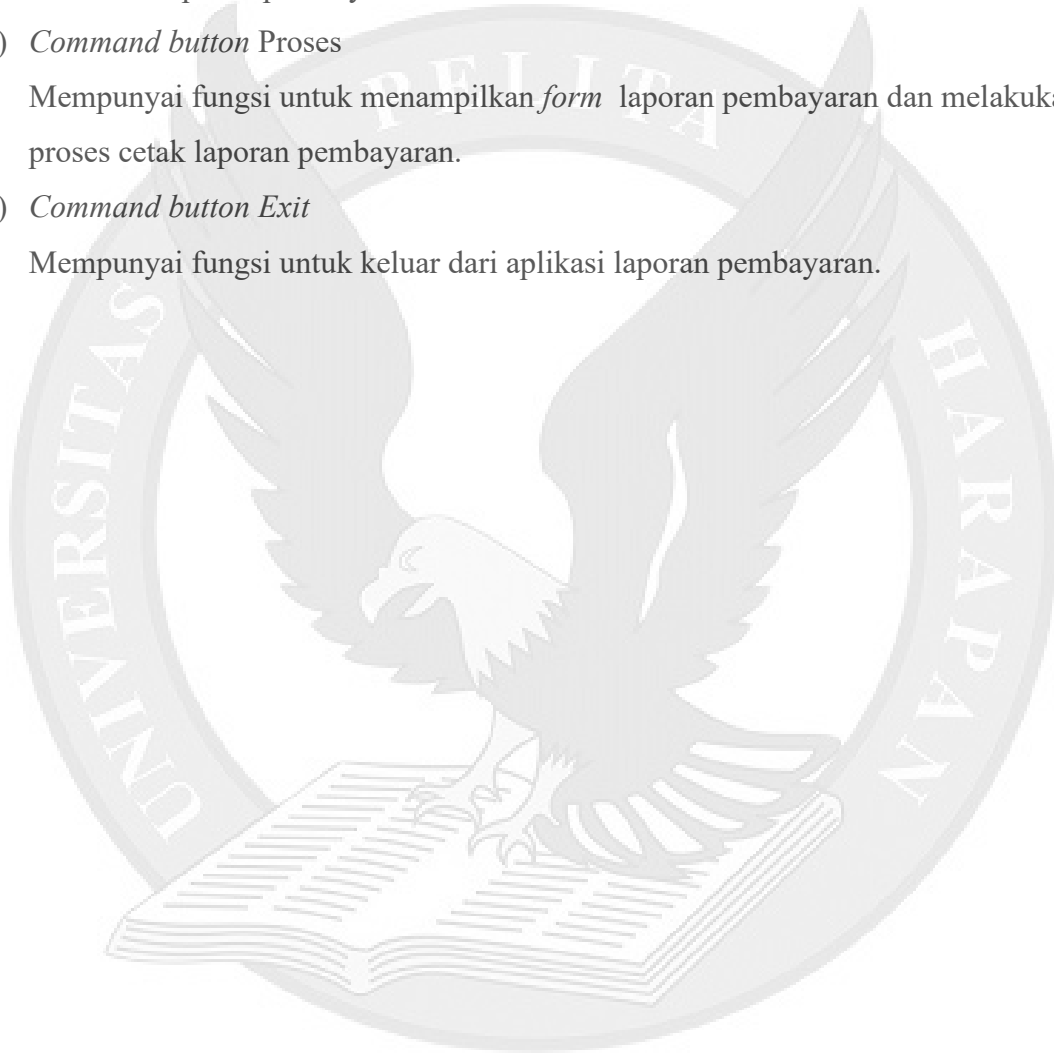 ) Command button Proses
Mempunyai fungsi untuk menampilkan form laporan pembayaran dan melakuka
proses cetak laporan pembayaran.
) Command button Exit
Mempunyai fungsi untuk keluar dari aplikasi laporan pembayaran.
UNIVERSITAS PELITA HARAPAN